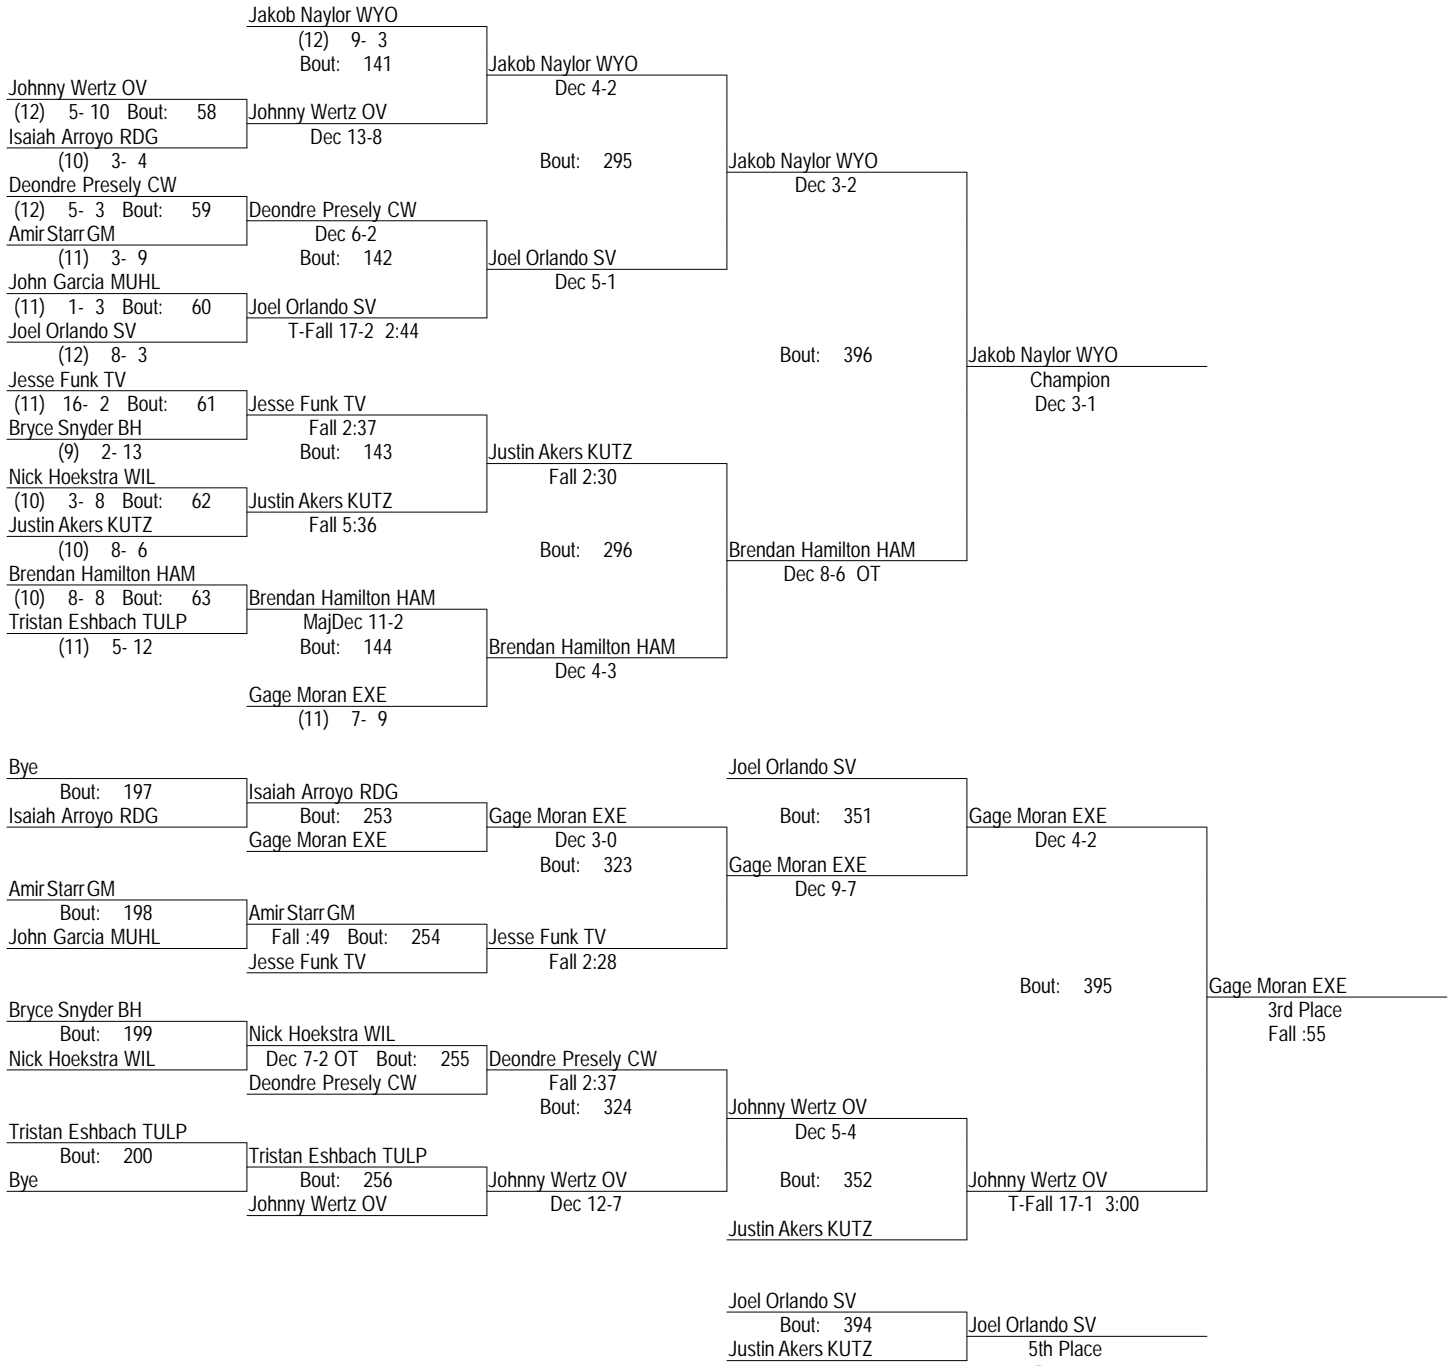 Jakob Naylor WYO
(12) 9- 3
Bout: 141
Jakob Naylor WYO
Dec 4-2
Johnny Wertz OV
(12) 5- 10 Bout: 58
Johnny Wertz OV
Isaiah Arroyo RDG
Dec 13-8
(10) 3- 4
Bout: 295
Jakob Naylor WYO
Deondre Presely CW
Dec 3-2
(12) 5- 3 Bout: 59
Deondre Presely CW
Amir Starr GM
Dec 6-2
(11) 3- 9
Bout: 142
Joel Orlando SV
John Garcia MUHL
Dec 5-1
(11) 1- 3 Bout: 60
Joel Orlando SV
Joel Orlando SV
T-Fall 17-2 2:44
(12) 8- 3
Bout: 396
Jakob Naylor WYO
Jesse Funk TV
Champion
(11) 16- 2 Bout: 61
Jesse Funk TV
Dec 3-1
Bryce Snyder BH
Fall 2:37
(9) 2- 13
Bout: 143
Justin Akers KUTZ
Nick Hoekstra WIL
Fall 2:30
(10) 3- 8 Bout: 62
Justin Akers KUTZ
Justin Akers KUTZ
Fall 5:36
(10) 8- 6
Bout: 296
Brendan Hamilton HAM
Brendan Hamilton HAM
Dec 8-6 OT
(10) 8- 8 Bout: 63
Brendan Hamilton HAM
Tristan Eshbach TULP
MajDec 11-2
(11) 5- 12
Bout: 144
Brendan Hamilton HAM
Dec 4-3
Gage Moran EXE
(11) 7- 9
Bye
Joel Orlando SV
Bout: 197
Isaiah Arroyo RDG
Isaiah Arroyo RDG
Bout: 253
Gage Moran EXE
Bout: 351
Gage Moran EXE
Gage Moran EXE
Dec 3-0
Dec 4-2
Bout: 323
Gage Moran EXE
Amir Starr GM
Dec 9-7
Bout: 198
Amir Starr GM
John Garcia MUHL
Fall :49 Bout: 254
Jesse Funk TV
Jesse Funk TV
Fall 2:28
Bout: 395
Gage Moran EXE
Bryce Snyder BH
3rd Place
Bout: 199
Nick Hoekstra WIL
Fall :55
Nick Hoekstra WIL
Dec 7-2 OT Bout: 255
Deondre Presely CW
Deondre Presely CW
Fall 2:37
Bout: 324
Johnny Wertz OV
Tristan Eshbach TULP
Dec 5-4
Bout: 200
Tristan Eshbach TULP
Bye
Bout: 256
Johnny Wertz OV
Bout: 352
Johnny Wertz OV
Johnny Wertz OV
Dec 12-7
T-Fall 17-1 3:00
Justin Akers KUTZ
Joel Orlando SV
Bout: 394
Joel Orlando SV
Justin Akers KUTZ
5th Place